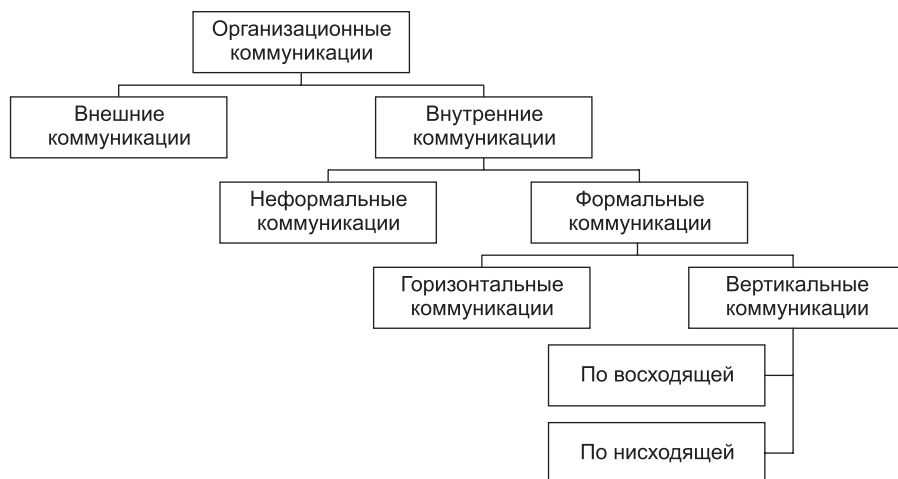 Организационные
коммуникации
Внешние
коммуникации
Внутренние
коммуникации
Неформальные
коммуникации
Формальные
коммуникации
Горизонтальные
коммуникации
Вертикальные
коммуникации
По восходящей
По нисходящей